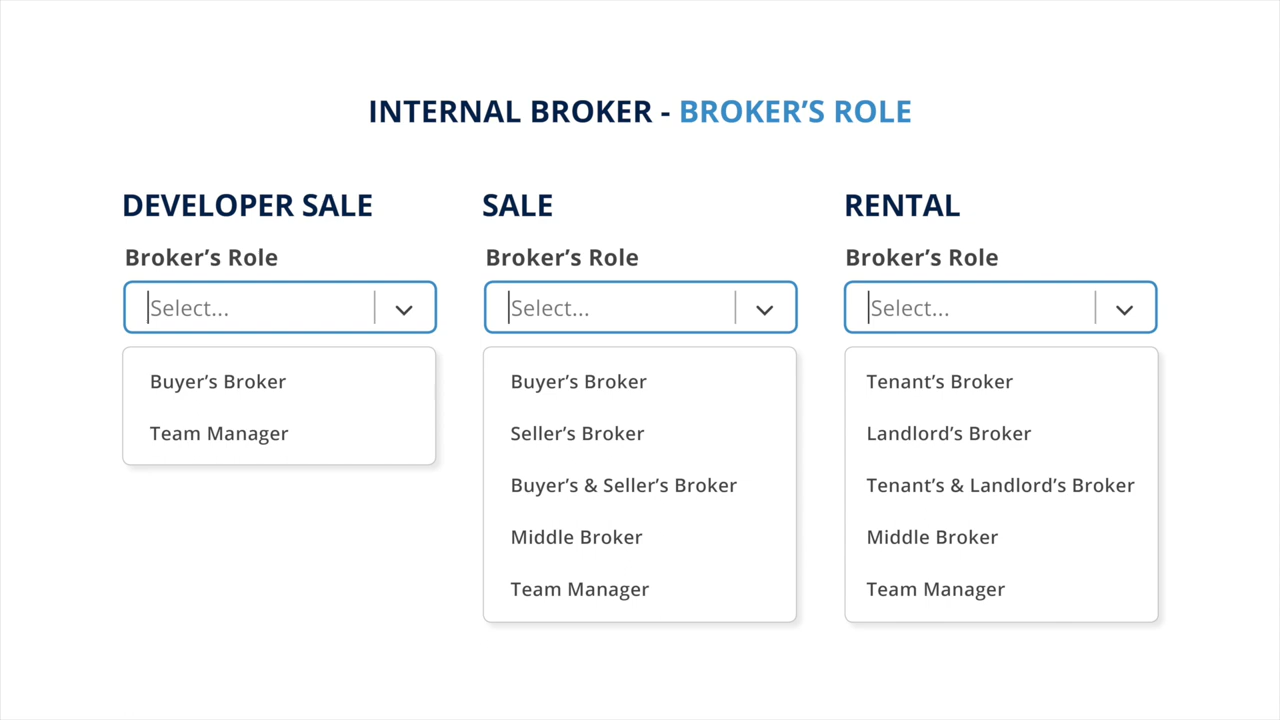 INTERNAL BROKER - BROKER’S ROLE
DEVELOPER SALE
Broker’s Role
Select...
Buyer’s Broker
Team Manager
SALE
Broker’s Role
Select...
Buyer’s Broker
Seller’s Broker
Buyer’s & Seller’s Broker
Middle Broker
Team Manager
RENTAL
Broker’s Role
Select...
Tenant’s Broker
Landlord’s Broker
Tenant’s & Landlord’s Broker
Middle Broker
Team Manager